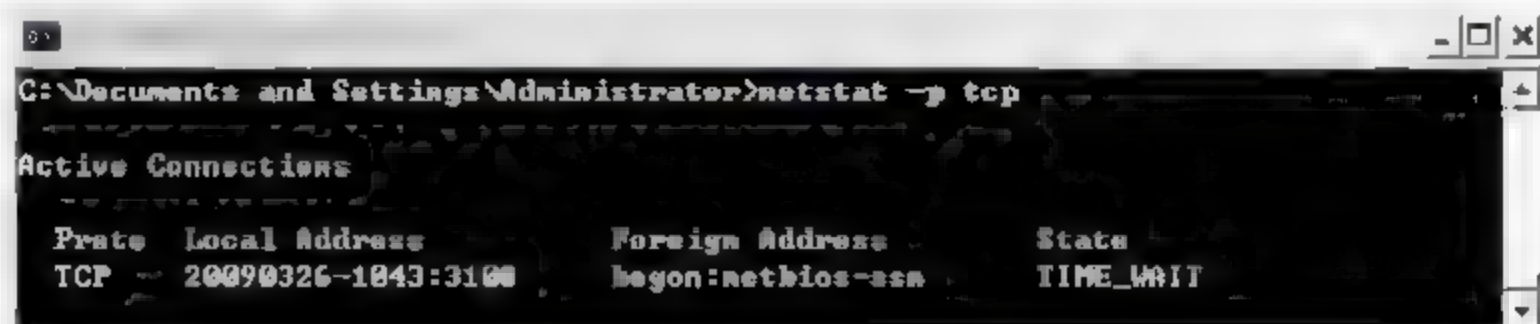 C:\Documents and Settings\Administrator>netstat -p tcp
Active Connections
Proto Local Address Foreign Address State
TCP 20090326-1043:3100 begon:netbios-ssn TIME_WAIT